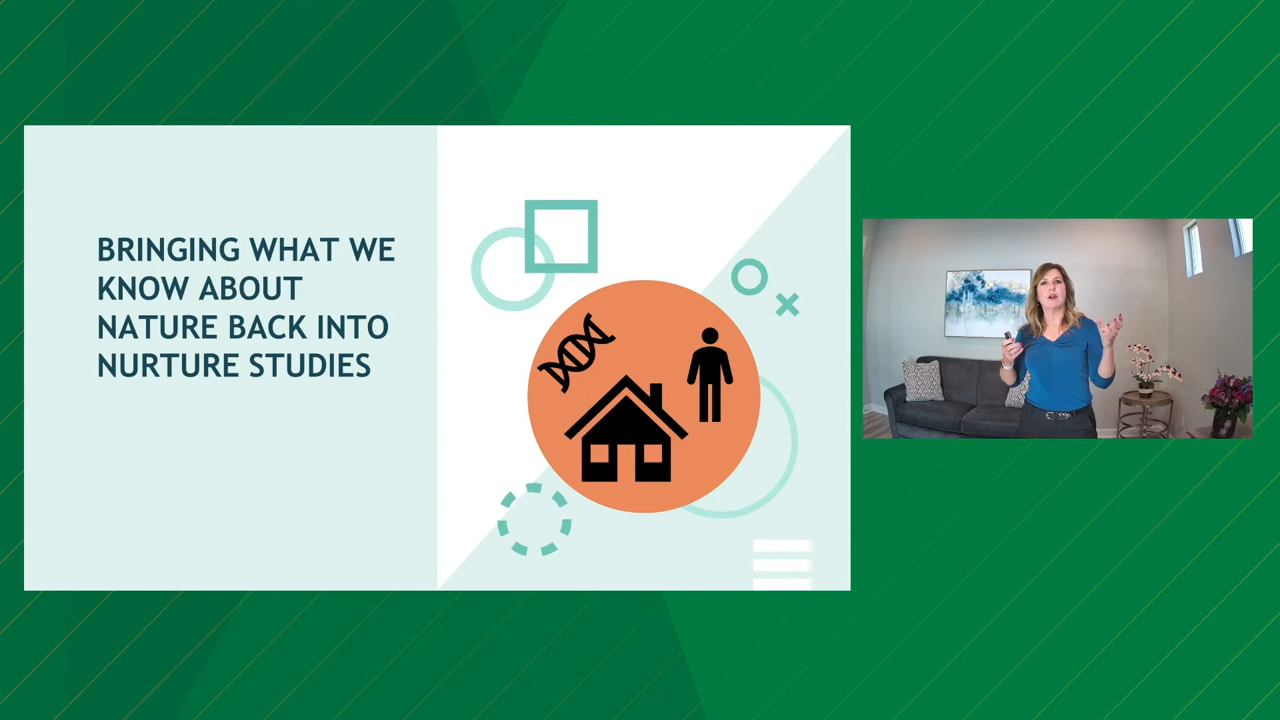 BRINGING WHAT WE
KNOW ABOUT
NATURE BACK INTO
NURTURE STUDIES